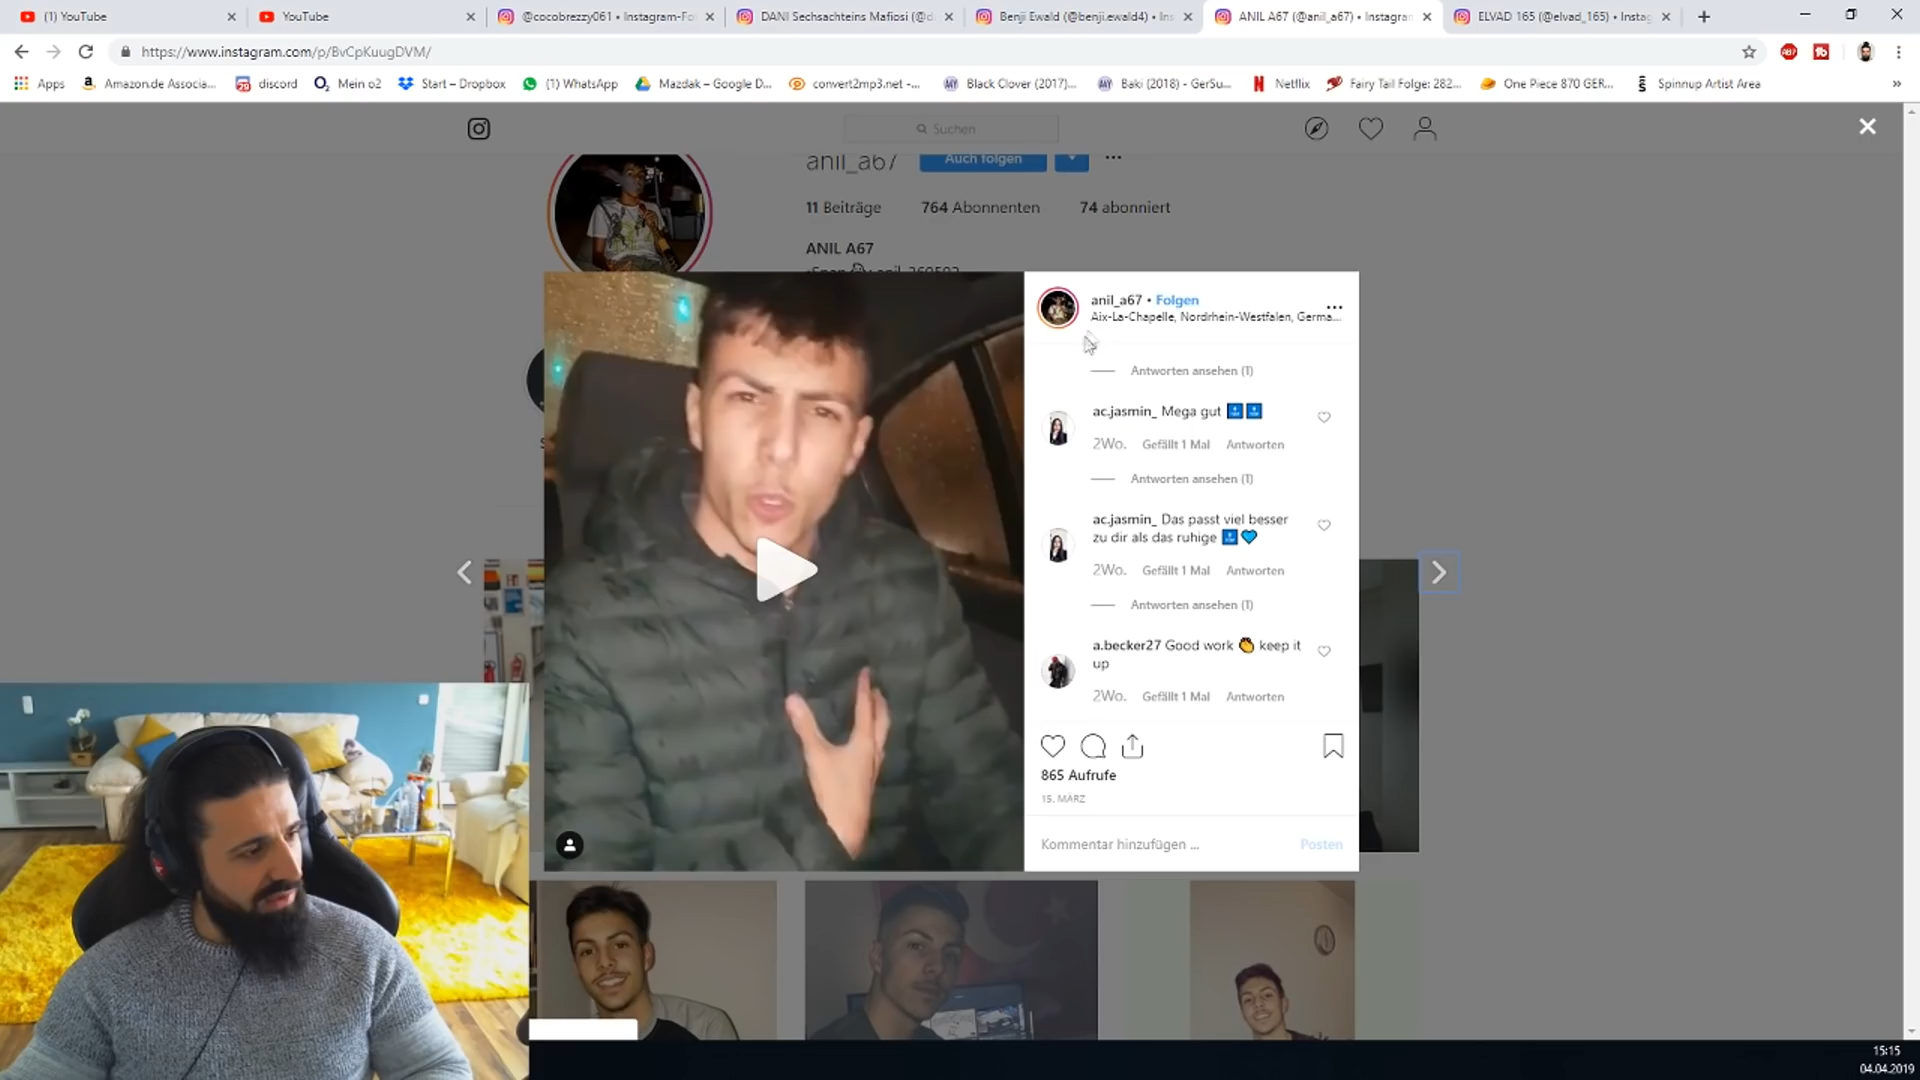 (1) YouTube
YouTube
@cocobrezzy061 • Instagram-Fo
DANI Sechsachteins Mafiosi (@d
Benji Ewald (@benji.ewald4) • Ins
ANIL A67 (@anil_a67) • Instagram
ELVAD 165 (@elvad_165) • Instag
https://www.instagram.com/p/BvCpKuugDVM/
Apps
Amazon.de Associa...
discord
Mein o2
Start – Dropbox
(1) WhatsApp
Mazdak – Google D...
convert2mp3.net -...
Black Clover (2017)...
Baki (2018) - GerSu...
Netflix
Fairy Tail Folge: 282...
One Piece 870 GER...
Spinnup Artist Area
»
Suchen
anil_a67
Auch folgen
11 Beiträge
764 Abonnenten
74 abonniert
ANIL A67
anil_a67 • Folgen
Aix-La-Chapelle, Nordrhein-Westfalen, Germa...
Antworten ansehen (1)
ac.jasmin_ Mega gut
2Wo. Gefällt 1 Mal Antworten
Antworten ansehen (1)
ac.jasmin_ Das passt viel besser
zu dir als das ruhige
2Wo. Gefällt 1 Mal Antworten
Antworten ansehen (1)
a.becker27 Good work 👏 keep it
up
2Wo. Gefällt 1 Mal Antworten
865 Aufrufe
15. MÄRZ
Kommentar hinzufügen ...
Posten
15:15
04.04.2019